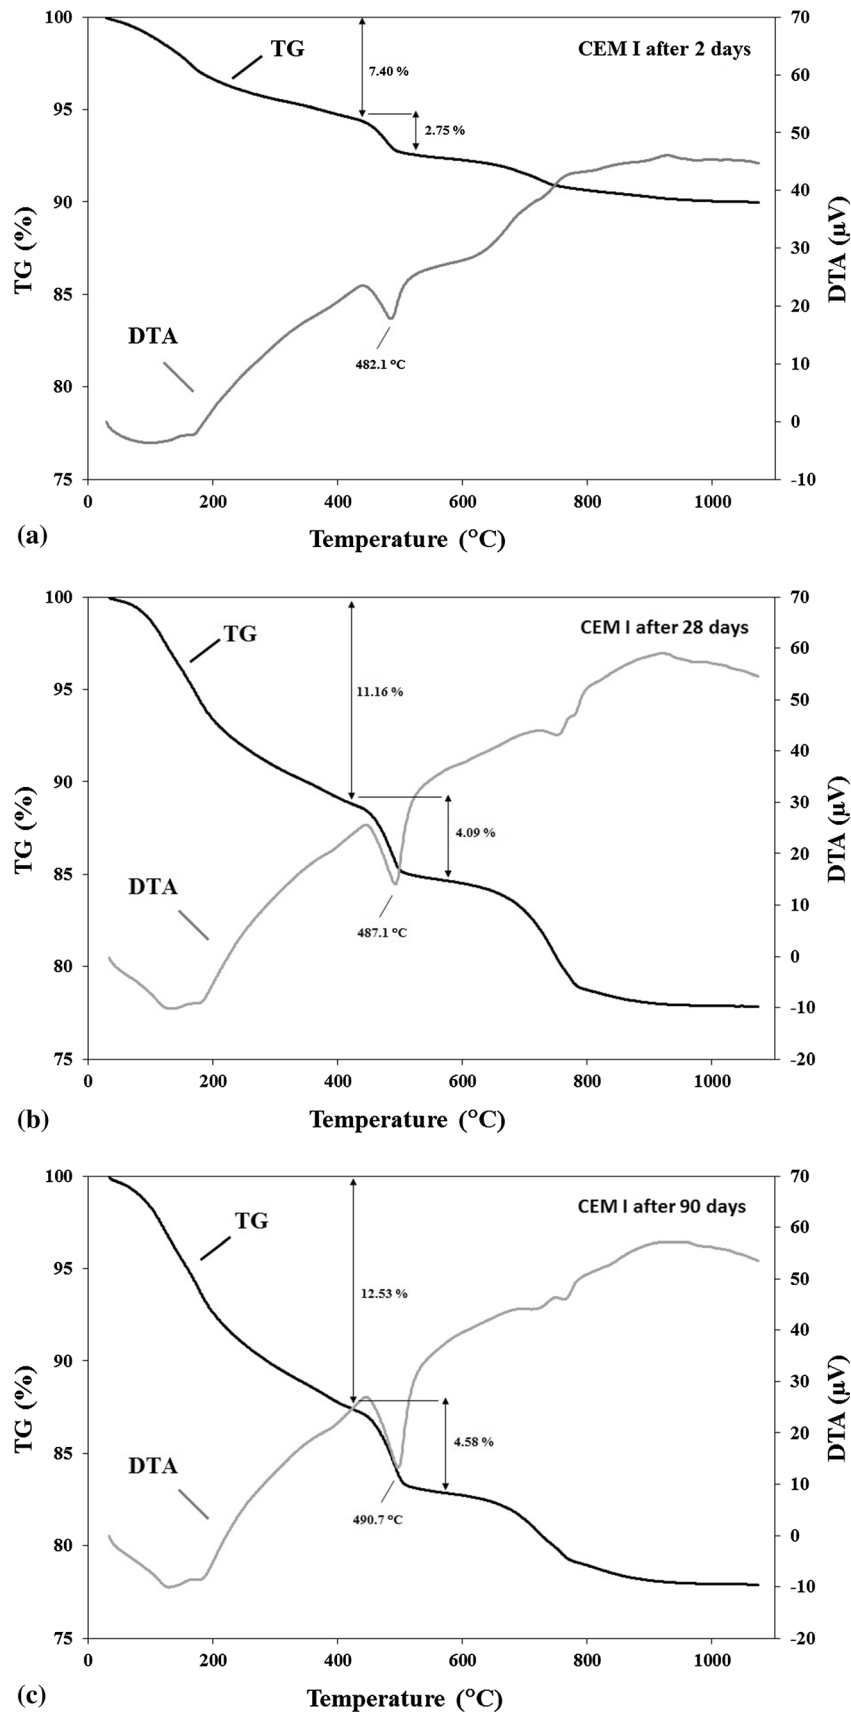 100
70
TG
CEM I after 2 days
7.40 %
60
95
2.75 %
50
90
40
TG (%)
DTA (µV)
30
85
20
DTA
482.1 °C
10
80
0
75
-10
0 200 400 600 800 1000
(a)
Temperature (°C)
100
70
TG
CEM I after 28 days
60
95
11.16 %
50
90
40
TG (%)
DTA (µV)
30
4.09 %
85
20
DTA
10
487.1 °C
80
0
-10
75
-20
0 200 400 600 800 1000
(b)
Temperature (°C)
100
70
TG
CEM I after 90 days
60
95
12.53 %
50
90
40
TG (%)
DTA (µV)
30
4.58 %
85
20
DTA
10
490.7 °C
80
0
-10
75
-20
0 200 400 600 800 1000
(c)
Temperature (°C)